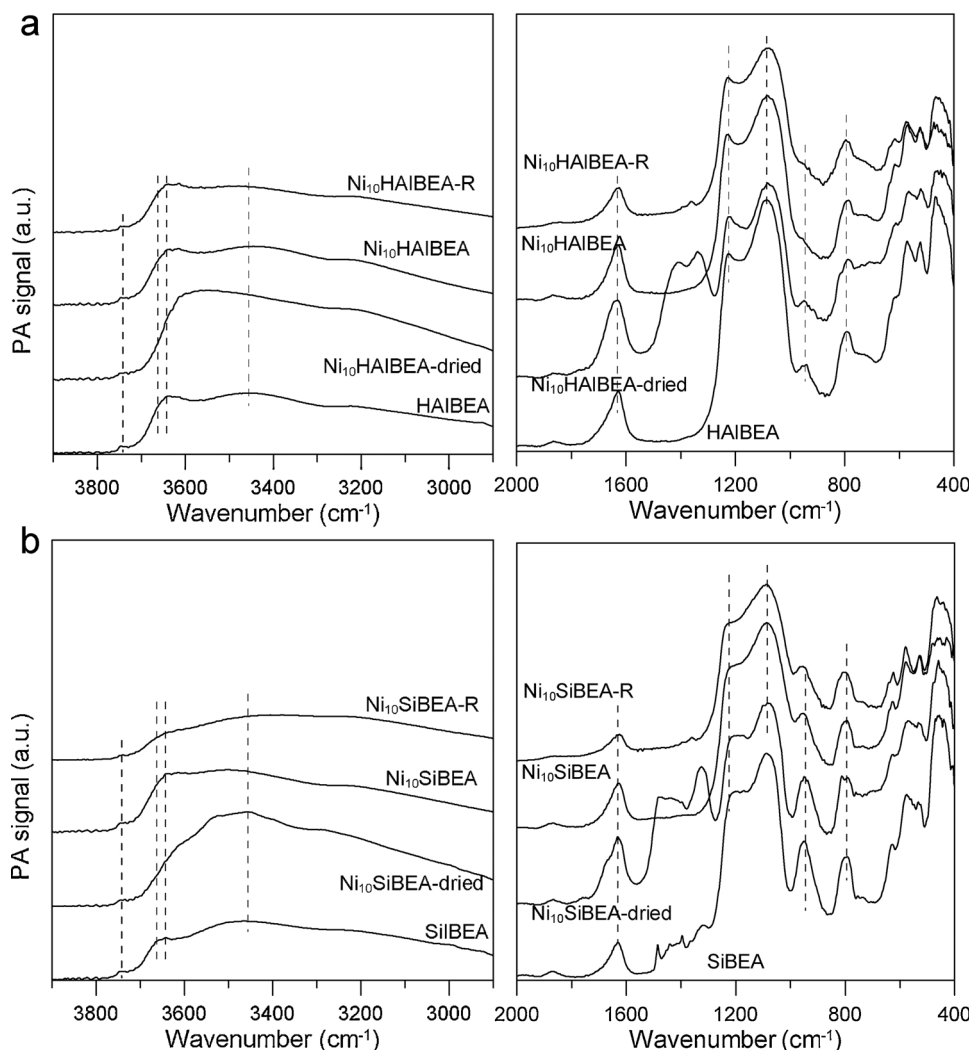 a
PA signal (a.u.)
Ni₁₀HAlBEA-R
Ni₁₀HAlBEA
Ni₁₀HAlBEA-dried
HAlBEA
3800 3600 3400 3200 3000
Wavenumber (cm⁻¹)
Ni₁₀HAlBEA-R
Ni₁₀HAlBEA
Ni₁₀HAlBEA-dried
HAlBEA
2000 1600 1200 800 400
Wavenumber (cm⁻¹)
b
PA signal (a.u.)
Ni₁₀SiBEA-R
Ni₁₀SiBEA
Ni₁₀SiBEA-dried
SilBEA
3800 3600 3400 3200 3000
Wavenumber (cm⁻¹)
Ni₁₀SiBEA-R
Ni₁₀SiBEA
Ni₁₀SiBEA-dried
SiBEA
2000 1600 1200 800 400
Wavenumber (cm⁻¹)